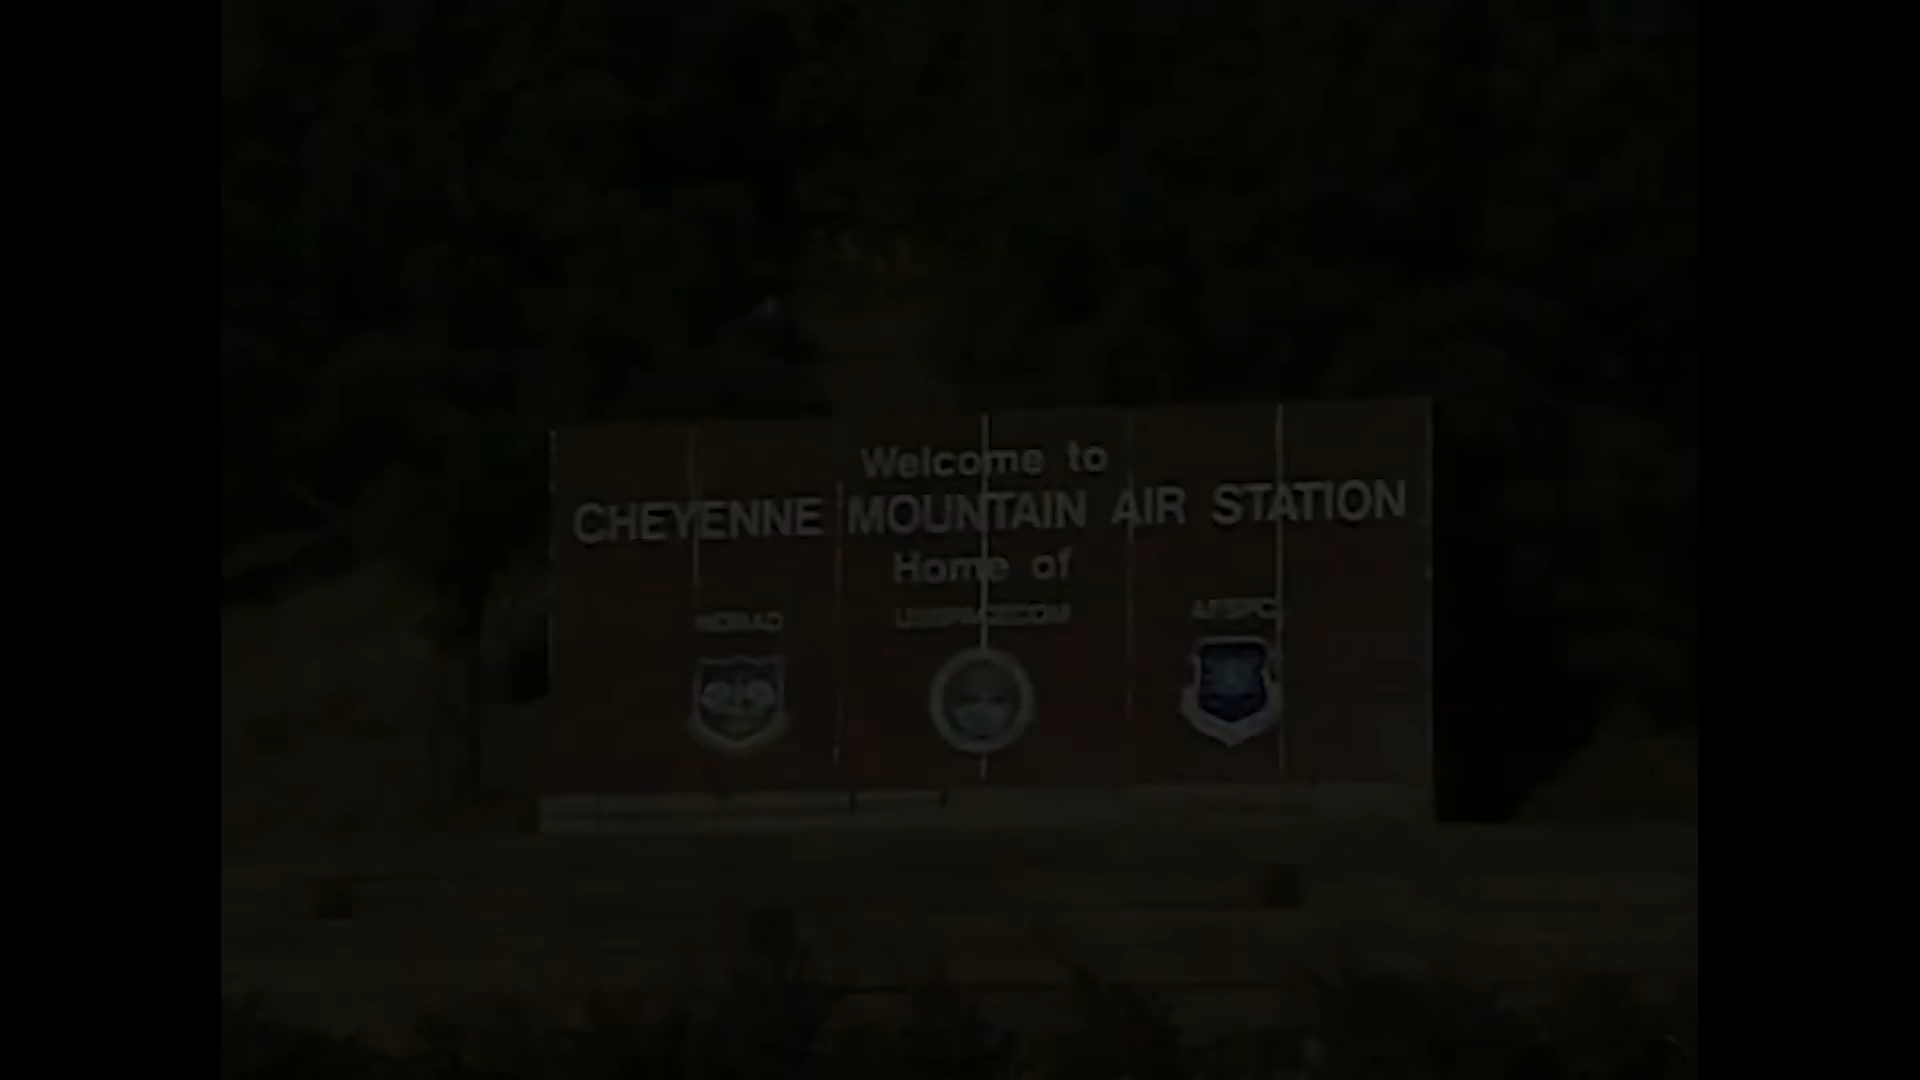 Welcome to
CHEYENNE MOUNTAIN AIR STATION
Home of
NORAD USSPACECOM AFSPC